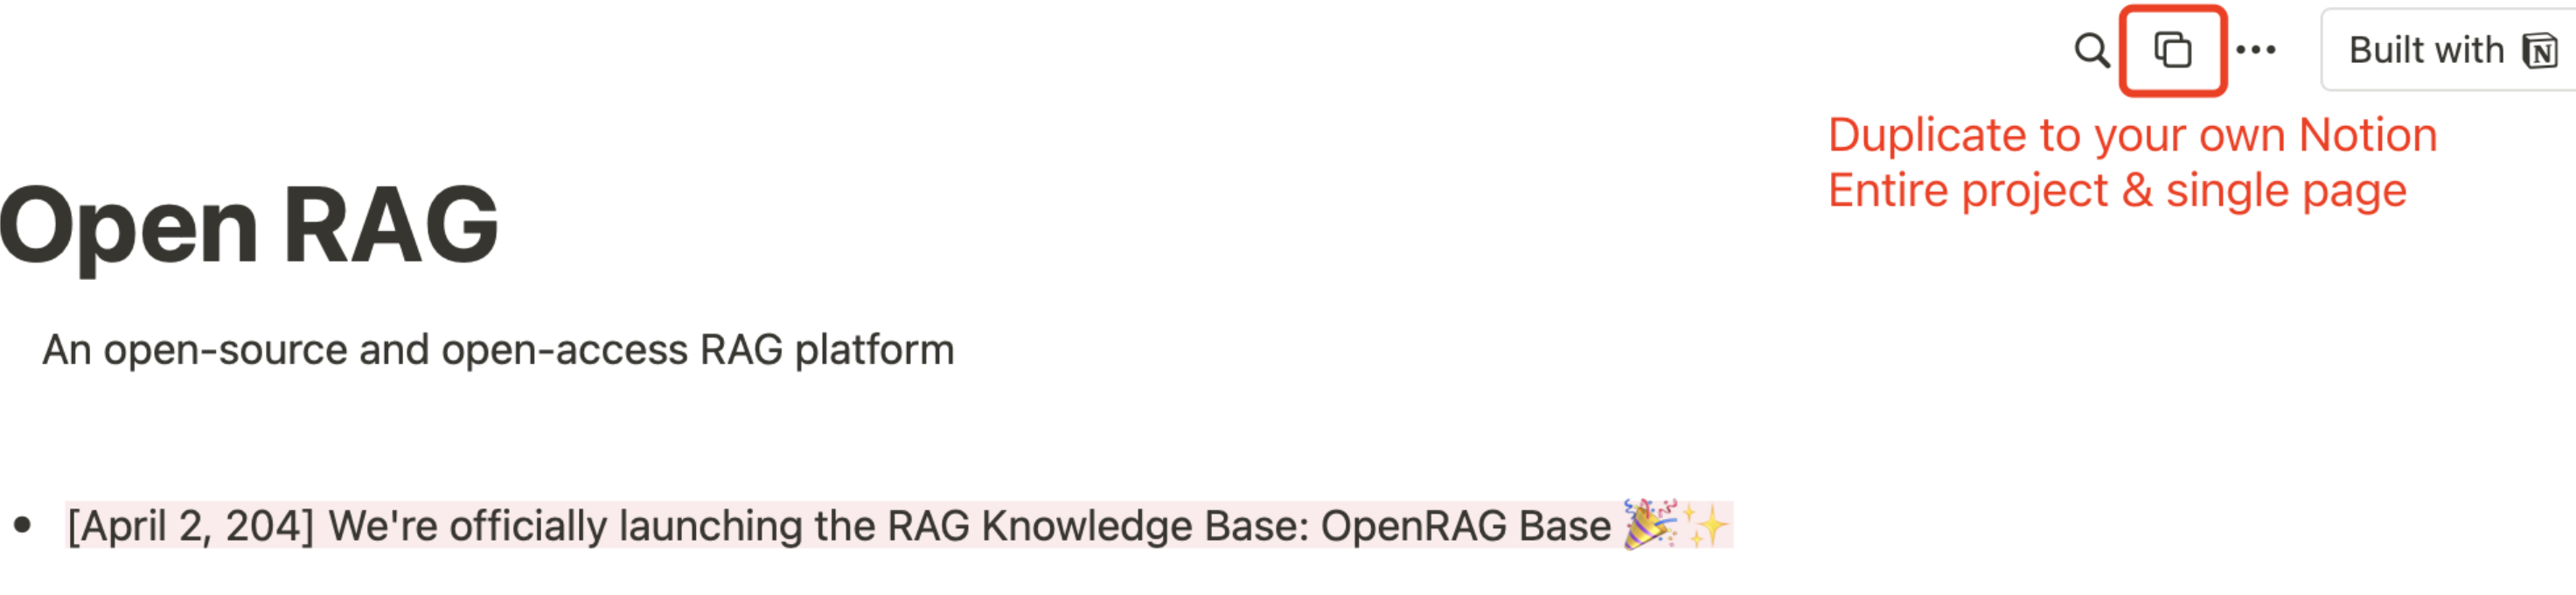 Built with
Duplicate to your own Notion
Entire project & single page
Open RAG
An open-source and open-access RAG platform
• [April 2, 204] We're officially launching the RAG Knowledge Base: OpenRAG Base 🎉✨